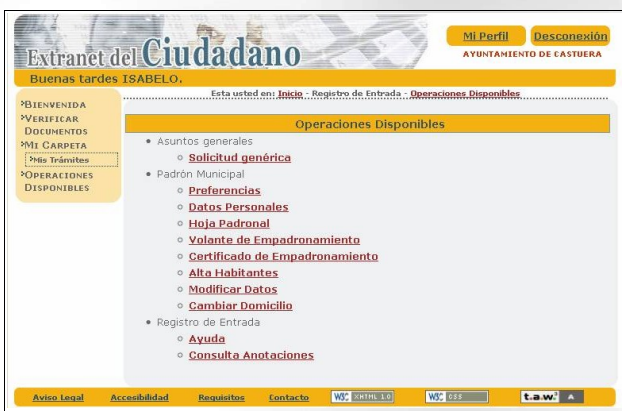 Extranet del Ciudadano
Mi Perfil
Desconexión
AYUNTAMIENTO DE CASTUERA
Buenas tardes ISABELO.
Esta usted en: Inicio - Registro de Entrada - Operaciones Disponibles
BIENVENIDA
VERIFICAR
DOCUMENTOS
MI CARPETA
Mis Trámites
OPERACIONES
DISPONIBLES
Operaciones Disponibles
Asuntos generales
Solicitud genérica
Padrón Municipal
Preferencias
Datos Personales
Hoja Padronal
Volante de Empadronamiento
Certificado de Empadronamiento
Alta Habitantes
Modificar Datos
Cambiar Domicilio
Registro de Entrada
Ayuda
Consulta Anotaciones
Aviso Legal
Accesibilidad
Requisitos
Contacto
W3C XHTML 1.0
W3C CSS
t.a.w.³ A